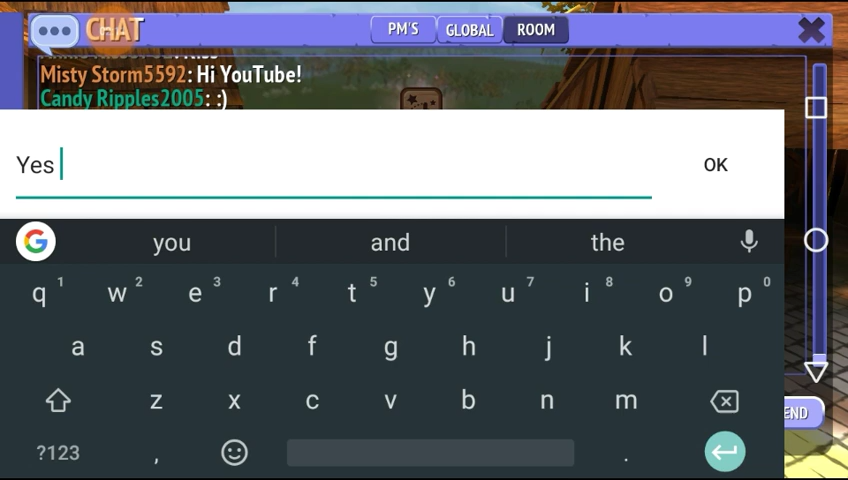 CHAT
PM'S GLOBAL ROOM
Misty Storm5592: Hi YouTube!
Candy Ripples2005: :)
Yes
OK
you and the
q 1 w 2 e 3 r 4 t 5 y 6 u 7 i 8 o 9 p 0
a s d f g h j k l
z x c v b n m
END
?123 , .